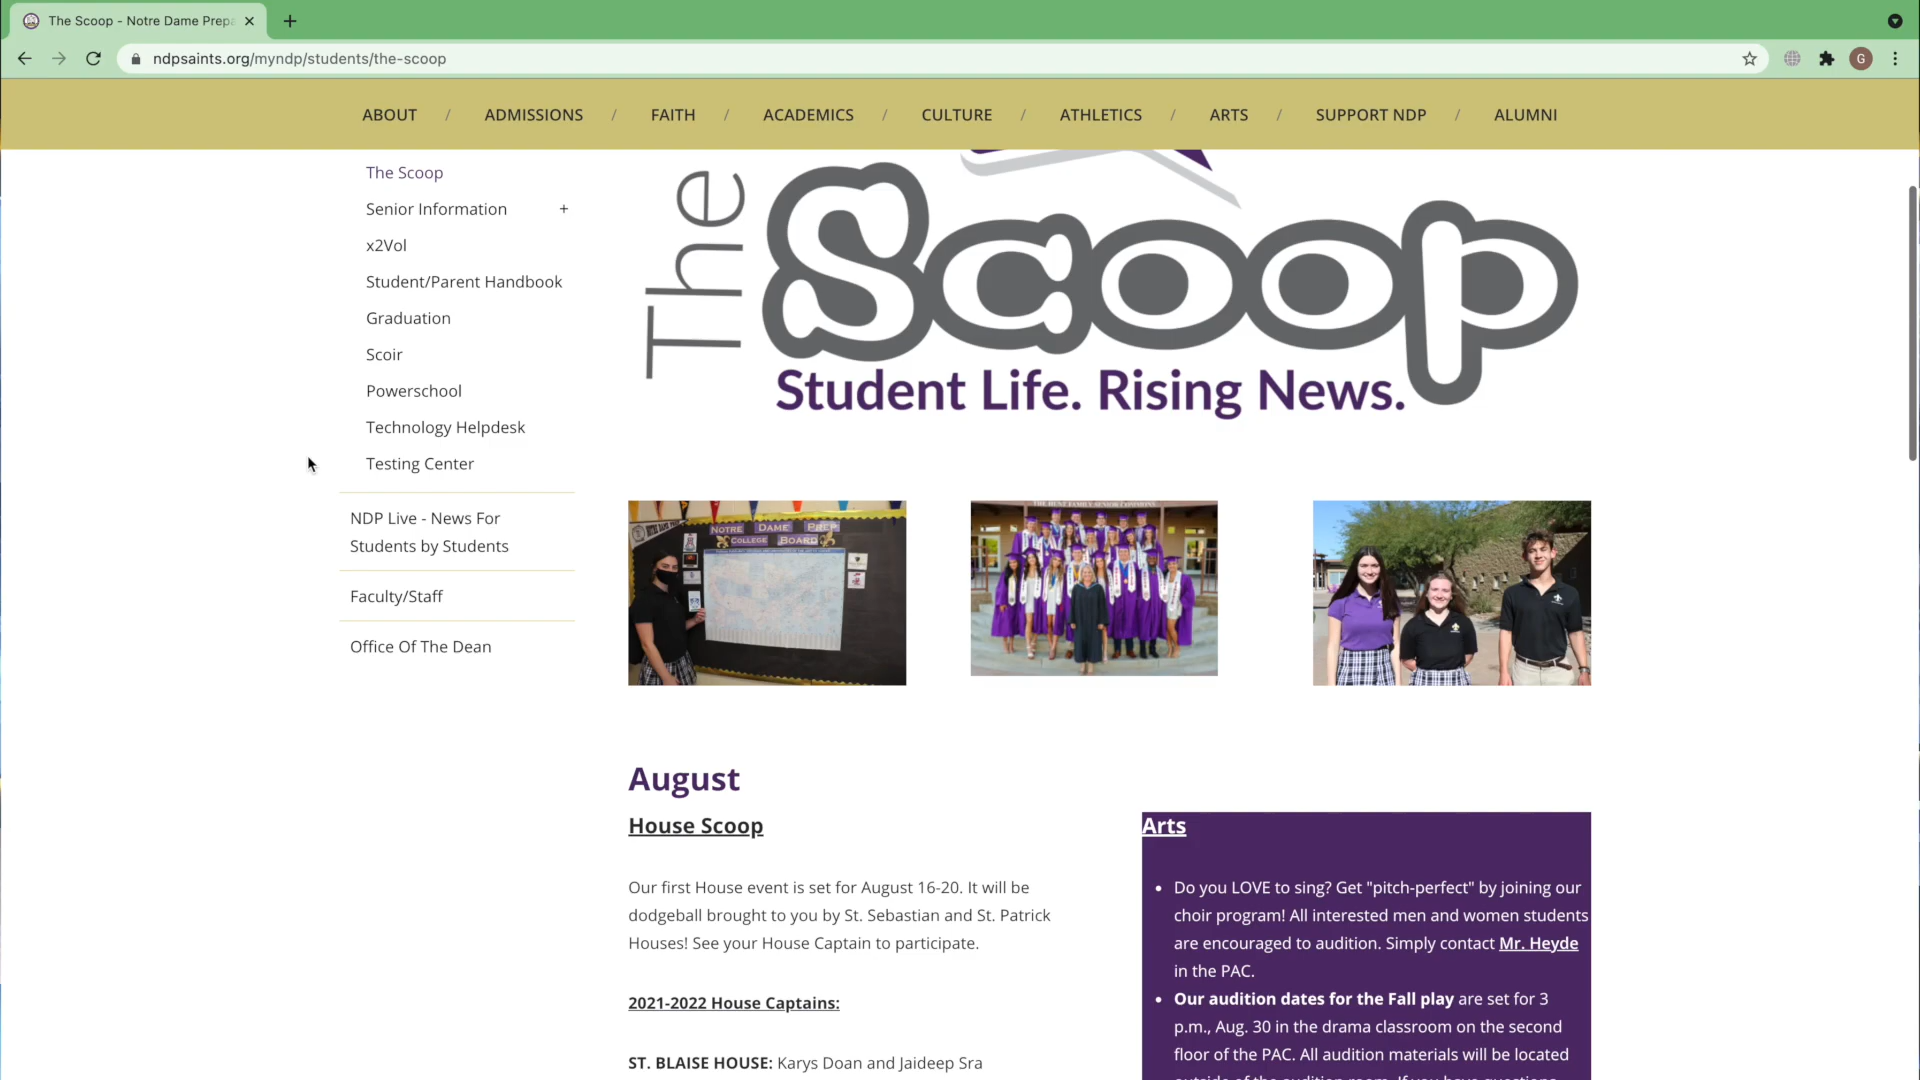 The Scoop - Notre Dame Prepa
ndpsaints.org/myndp/students/the-scoop
G
ABOUT / ADMISSIONS / FAITH / ACADEMICS / CULTURE / ATHLETICS / ARTS / SUPPORT NDP / ALUMNI
The Scoop
Senior Information +
x2Vol
Student/Parent Handbook
Graduation
Scoir
Powerschool
Technology Helpdesk
Testing Center
NDP Live - News For
Students by Students
Faculty/Staff
Office Of The Dean
The Scoop
Student Life. Rising News.
NOTRE DAME PREP
COLLEGE BOARD
August
House Scoop
Our first House event is set for August 16-20. It will be
dodgeball brought to you by St. Sebastian and St. Patrick
Houses! See your House Captain to participate.
2021-2022 House Captains:
ST. BLAISE HOUSE: Karys Doan and Jaideep Sra
Arts
• Do you LOVE to sing? Get "pitch-perfect" by joining our
choir program! All interested men and women students
are encouraged to audition. Simply contact Mr. Heyde
in the PAC.
• Our audition dates for the Fall play are set for 3
p.m., Aug. 30 in the drama classroom on the second
floor of the PAC. All audition materials will be located